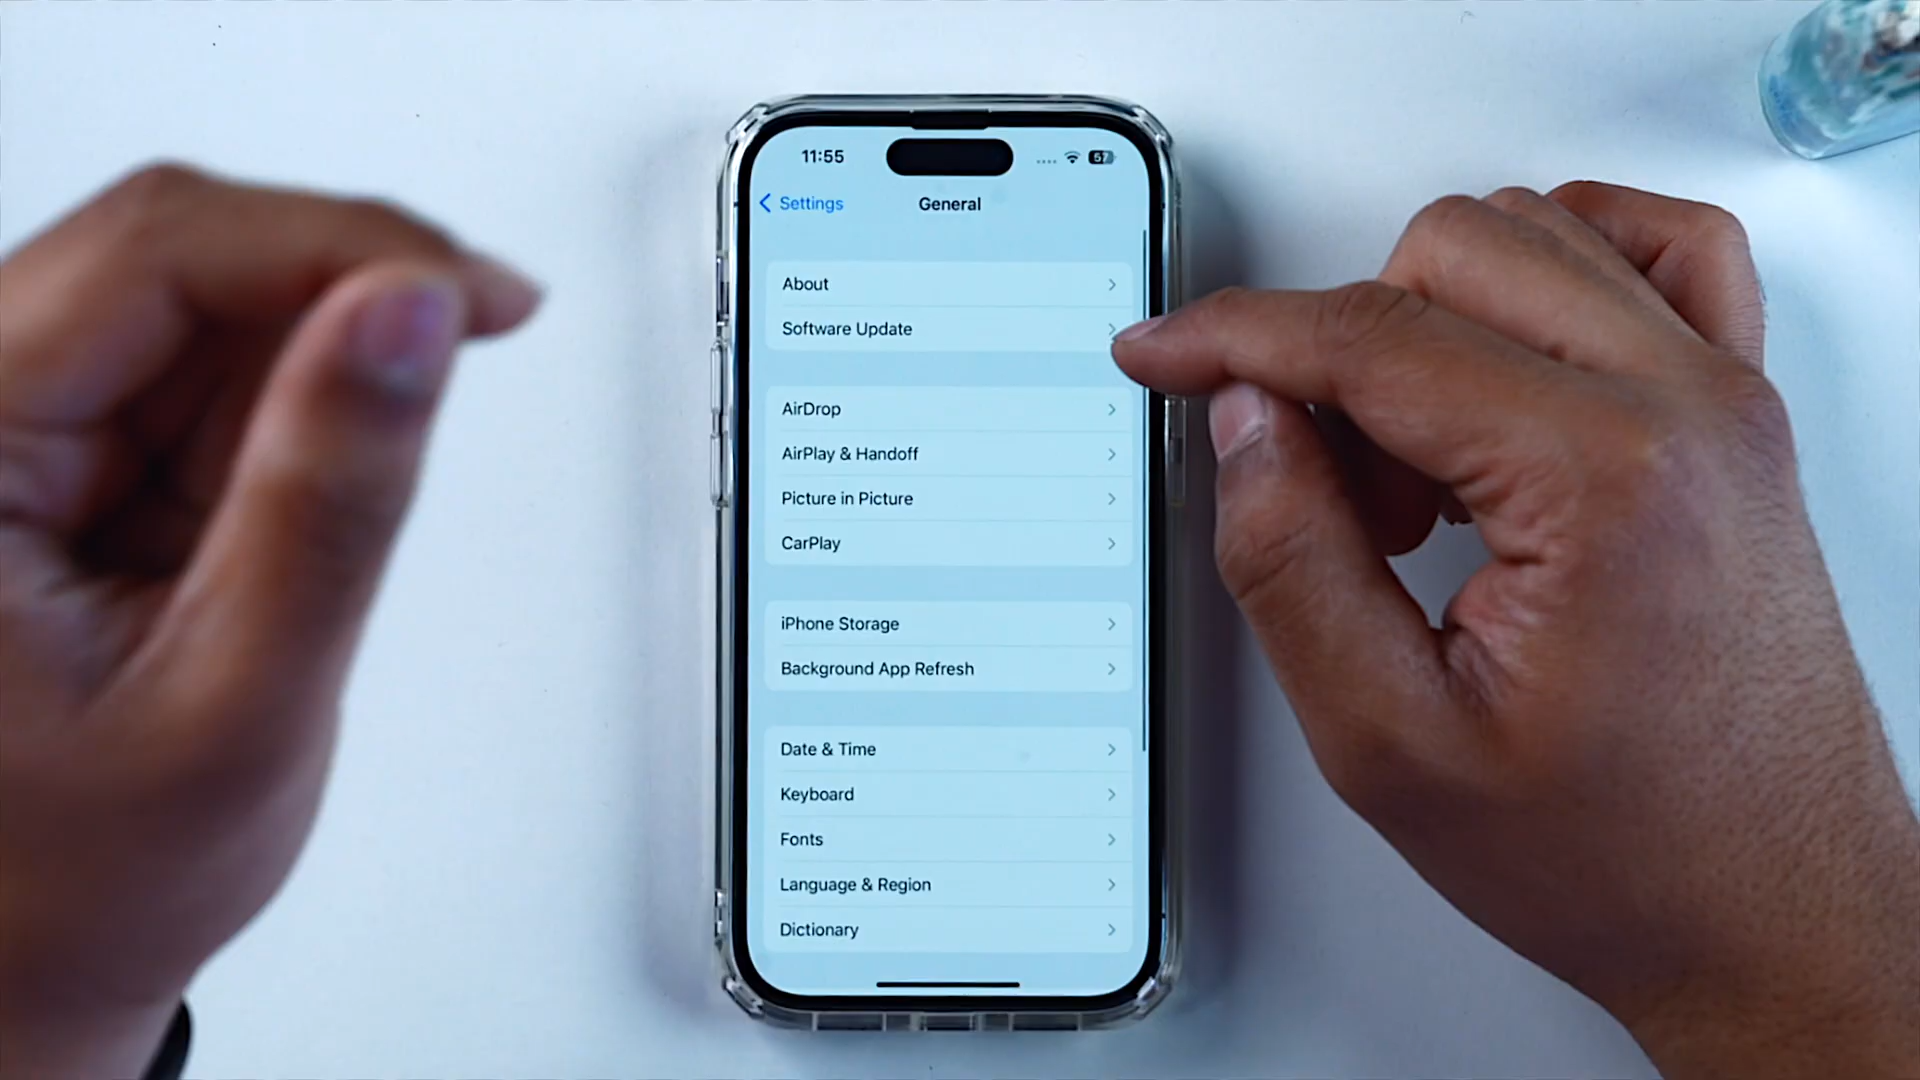 11:55
57
Settings
General
About
Software Update
AirDrop
AirPlay & Handoff
Picture in Picture
CarPlay
iPhone Storage
Background App Refresh
Date & Time
Keyboard
Fonts
Language & Region
Dictionary